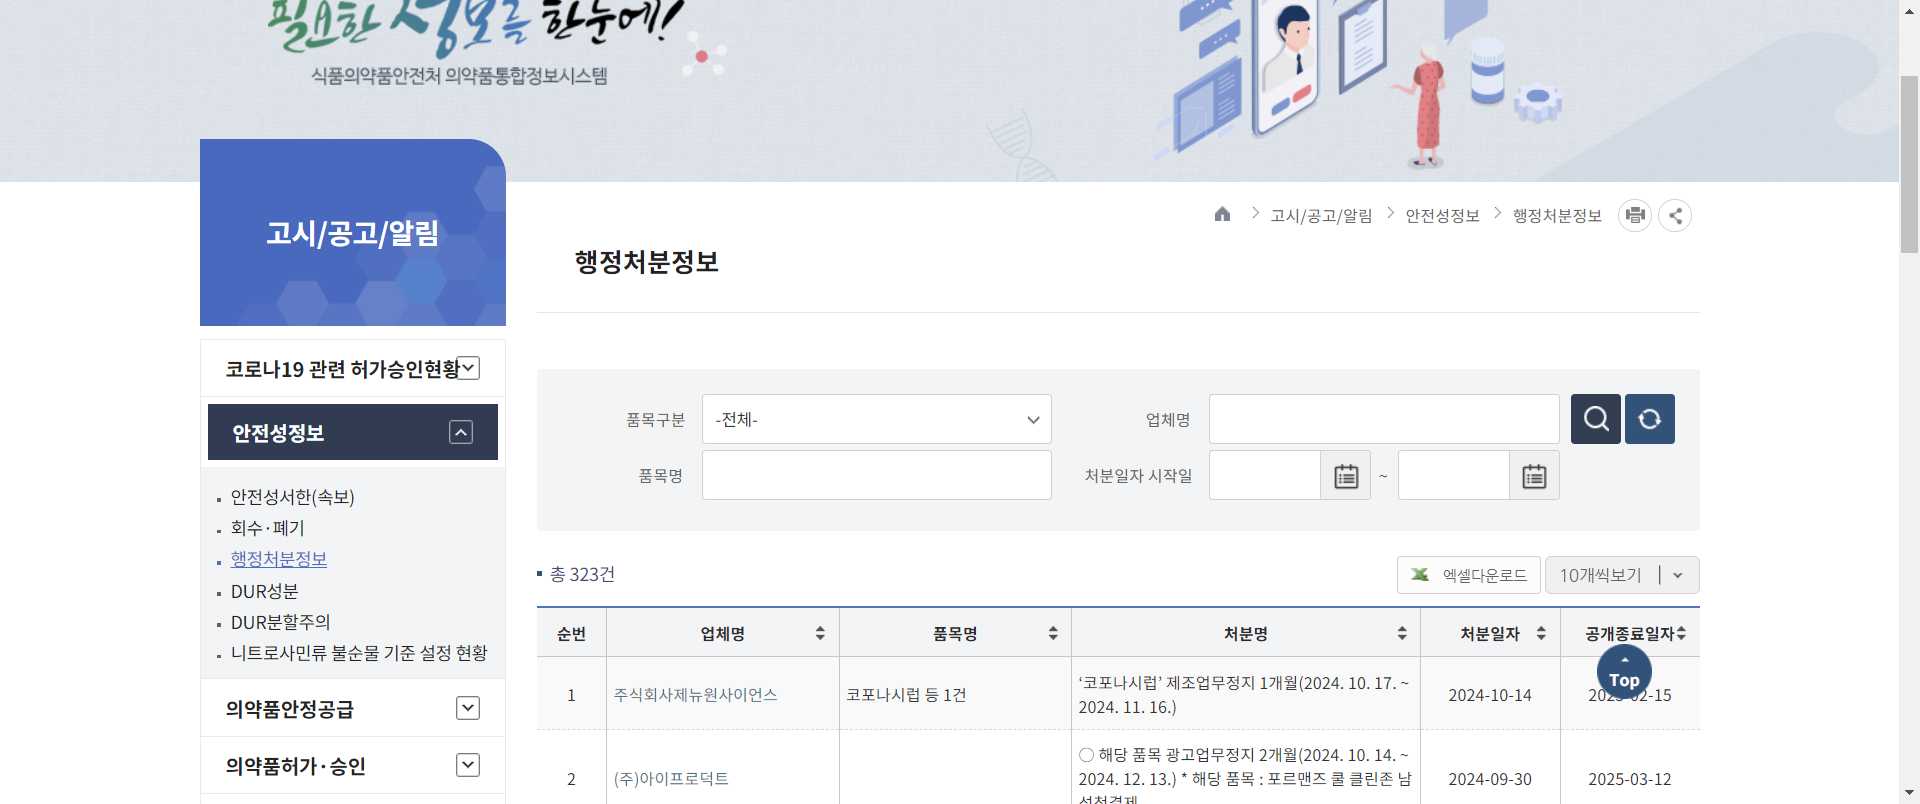 필요한 정보를 한눈에!
식품의약품안전처 의약품통합정보시스템
고시/공고/알림
고시/공고/알림
안전성정보
행정처분정보
행정처분정보
코로나19 관련 허가승인현황
안전성정보
안전성서한(속보)
회수·폐기
행정처분정보
DUR성분
DUR분할주의
니트로사민류 불순물 기준 설정 현황
의약품안정공급
의약품허가·승인
품목구분
-전체-
업체명
품목명
처분일자 시작일
~
총 323건
엑셀다운로드
10개씩보기
순번 업체명 품목명 처분명 처분일자 공개종료일자
1 주식회사제뉴원사이언스 코포나시럽 등 1건 ‘코포나시럽’ 제조업무정지 1개월(2024. 10. 17. ~
2024. 11. 16.) 2024-10-14 2025-02-15
Top
2 (주)아이프로덕트 ○ 해당 품목 광고업무정지 2개월(2024. 10. 14. ~
2024. 12. 13.) * 해당 품목 : 포르맨즈 쿨 클린존 남
성청결제 2024-09-30 2025-03-12